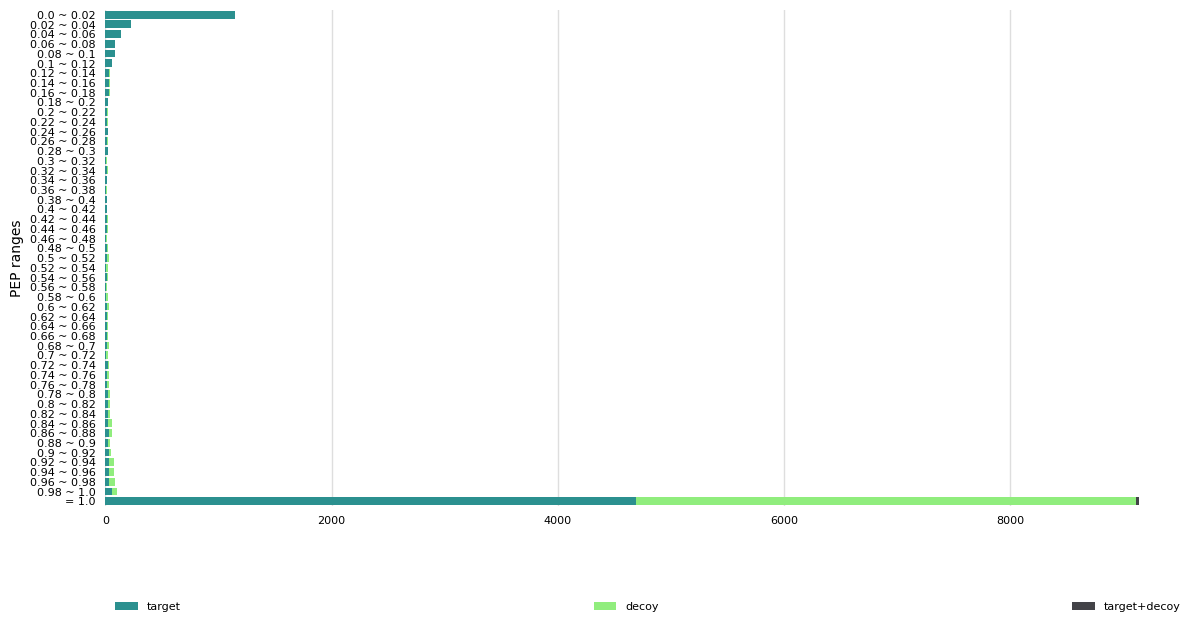 PEP ranges
0.0 ~ 0.02
0.02 ~ 0.04
0.04 ~ 0.06
0.06 ~ 0.08
0.08 ~ 0.1
0.1 ~ 0.12
0.12 ~ 0.14
0.14 ~ 0.16
0.16 ~ 0.18
0.18 ~ 0.2
0.2 ~ 0.22
0.22 ~ 0.24
0.24 ~ 0.26
0.26 ~ 0.28
0.28 ~ 0.3
0.3 ~ 0.32
0.32 ~ 0.34
0.34 ~ 0.36
0.36 ~ 0.38
0.38 ~ 0.4
0.4 ~ 0.42
0.42 ~ 0.44
0.44 ~ 0.46
0.46 ~ 0.48
0.48 ~ 0.5
0.5 ~ 0.52
0.52 ~ 0.54
0.54 ~ 0.56
0.56 ~ 0.58
0.58 ~ 0.6
0.6 ~ 0.62
0.62 ~ 0.64
0.64 ~ 0.66
0.66 ~ 0.68
0.68 ~ 0.7
0.7 ~ 0.72
0.72 ~ 0.74
0.74 ~ 0.76
0.76 ~ 0.78
0.78 ~ 0.8
0.8 ~ 0.82
0.82 ~ 0.84
0.84 ~ 0.86
0.86 ~ 0.88
0.88 ~ 0.9
0.9 ~ 0.92
0.92 ~ 0.94
0.94 ~ 0.96
0.96 ~ 0.98
0.98 ~ 1.0
= 1.0
0 2000 4000 6000 8000
target decoy target+decoy